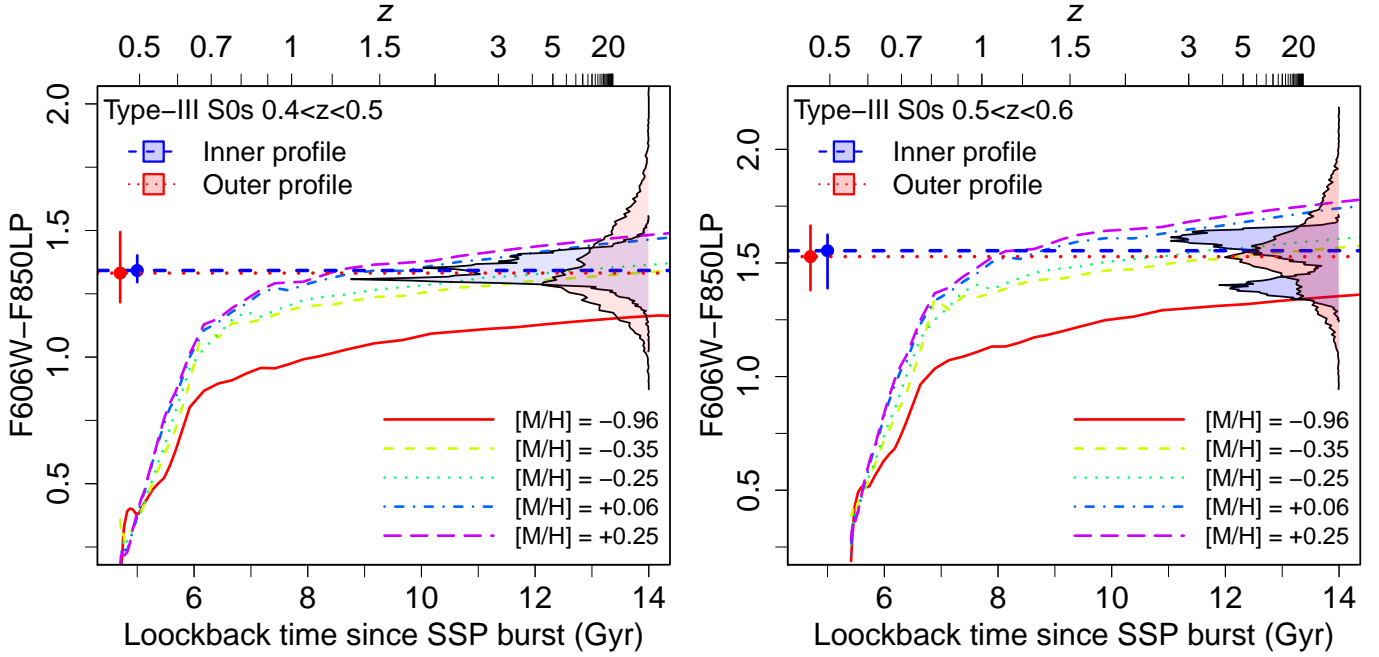 z
0.5 0.7 1 1.5 3 5 20
Type−III S0s 0.4<z<0.5
Inner profile
Outer profile
F606W−F850LP
2.0
1.5
1.0
0.5
[M/H] = −0.96
[M/H] = −0.35
[M/H] = −0.25
[M/H] = +0.06
[M/H] = +0.25
6 8 10 12 14
Loockback time since SSP burst (Gyr)
z
0.5 0.7 1 1.5 3 5 20
Type−III S0s 0.5<z<0.6
Inner profile
Outer profile
F606W−F850LP
2.0
1.5
1.0
0.5
[M/H] = −0.96
[M/H] = −0.35
[M/H] = −0.25
[M/H] = +0.06
[M/H] = +0.25
6 8 10 12 14
Loockback time since SSP burst (Gyr)